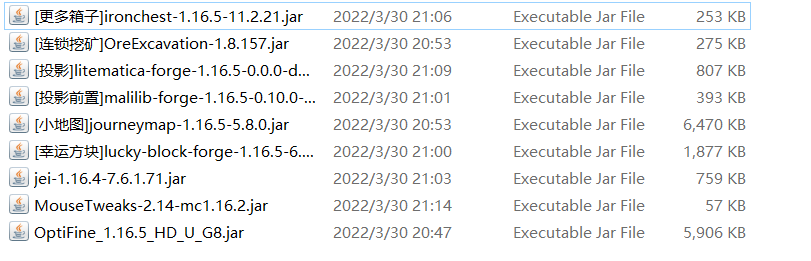 [更多箱子]ironchest-1.16.5-11.2.21.jar 2022/3/30 21:06 Executable Jar File 253 KB
[连锁挖矿]OreExcavation-1.8.157.jar 2022/3/30 20:53 Executable Jar File 275 KB
[投影]litematica-forge-1.16.5-0.0.0-d... 2022/3/30 21:09 Executable Jar File 807 KB
[投影前置]malilib-forge-1.16.5-0.10.0-... 2022/3/30 21:01 Executable Jar File 393 KB
[小地图]journeymap-1.16.5-5.8.0.jar 2022/3/30 20:53 Executable Jar File 6,470 KB
[幸运方块]lucky-block-forge-1.16.5-6.... 2022/3/30 21:00 Executable Jar File 1,877 KB
jei-1.16.4-7.6.1.71.jar 2022/3/30 21:03 Executable Jar File 759 KB
MouseTweaks-2.14-mc1.16.2.jar 2022/3/30 21:14 Executable Jar File 57 KB
OptiFine_1.16.5_HD_U_G8.jar 2022/3/30 20:47 Executable Jar File 5,906 KB